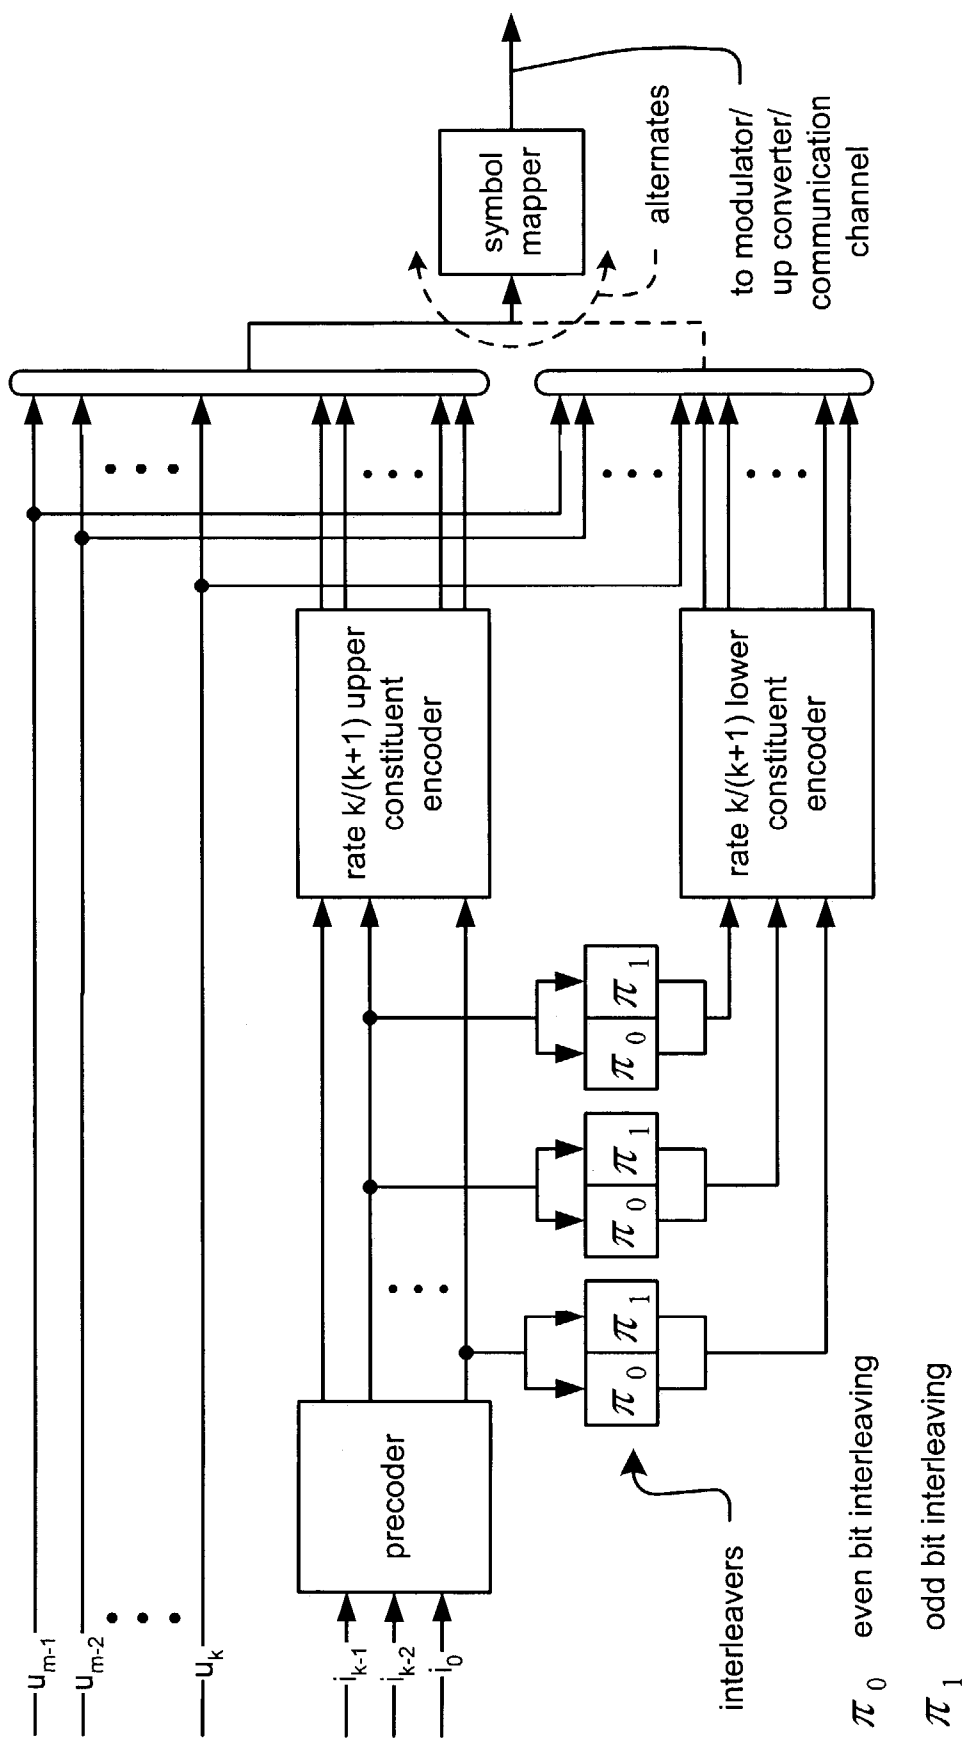 u_{m-1}
u_{m-2}
u_k
i_{k-1}
i_{k-2}
i_0
precoder
rate k/(k+1) upper
constituent
encoder
rate k/(k+1) lower
constituent
encoder
symbol
mapper
alternates
to modulator/
up converter/
communication
channel
π_0 π_1
π_0 π_1
π_0 π_1
interleavers
π_0 even bit interleaving
π_1 odd bit interleaving